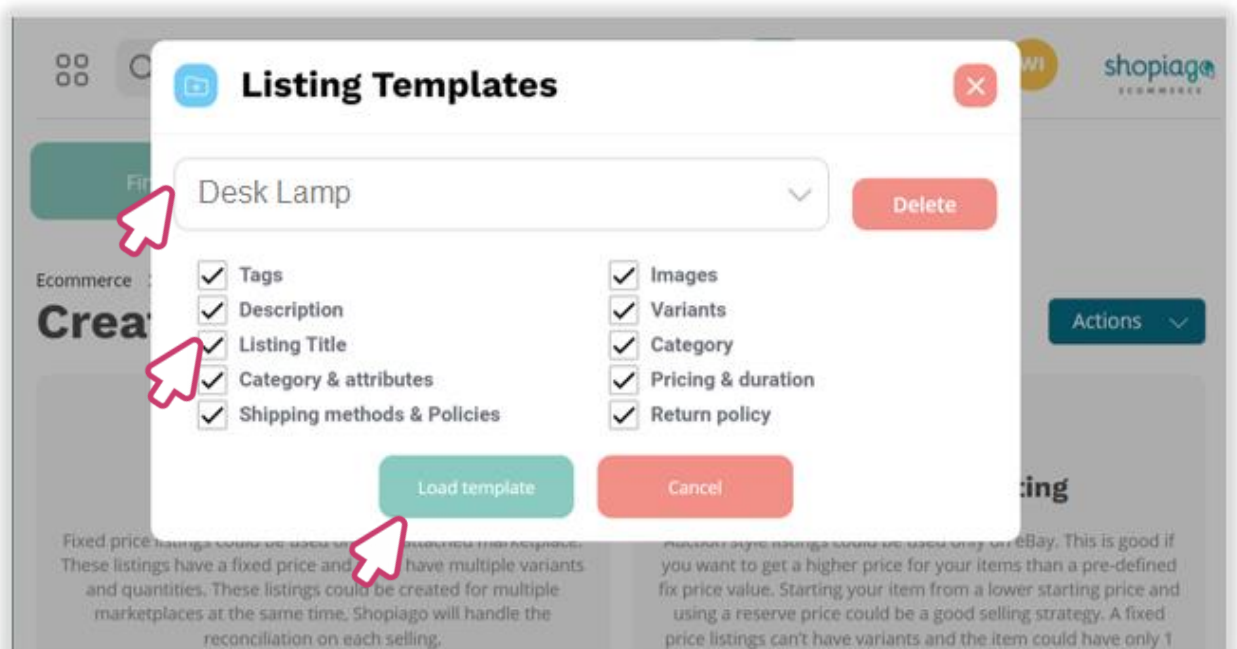 WI
shopiago
ECOMMERCE
Listing Templates
Desk Lamp
Delete
Tags
Images
Description
Variants
Listing Title
Category
Category & attributes
Pricing & duration
Shipping methods & Policies
Return policy
Load template
Cancel
Ecommerce
Crea
Actions
ting
Fixed price
marketplace.
These listings have a fixed price and have multiple variants
and quantities. These listings could be created for multiple
marketplaces at the same time, Shopiago will handle the
reconciliation on each selling.
Auction style listings could be used only on eBay. This is good if
you want to get a higher price for your items than a pre-defined
fix price value. Starting your item from a lower starting price and
using a reserve price could be a good selling strategy. A fixed
price listings can't have variants and the item could have only 1